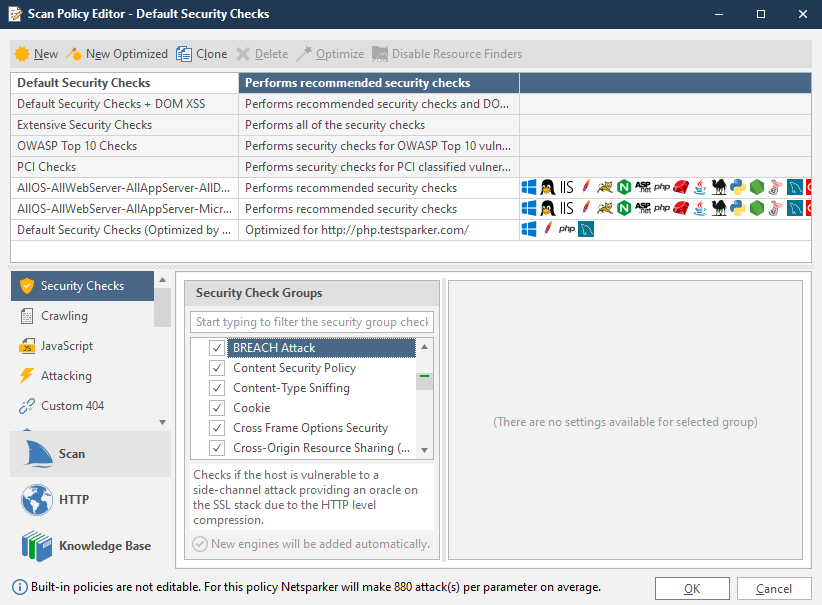 Scan Policy Editor - Default Security Checks
New New Optimized Clone Delete Optimize Disable Resource Finders
Default Security Checks Performs recommended security checks
Default Security Checks + DOM XSS Performs recommended security checks and DO...
Extensive Security Checks Performs all of the security checks
OWASP Top 10 Checks Performs security checks for OWASP Top 10 vuln...
PCI Checks Performs security checks for PCI classified vulner...
AllOS-AllWebServer-AllAppServer-AllD... Performs recommended security checks IIS ASP.net php
AllOS-AllWebServer-AllAppServer-Micr... Performs recommended security checks IIS ASP.net php
Default Security Checks (Optimized by ... Optimized for http://php.testsparker.com/ php
Security Checks
Crawling
JS JavaScript
Attacking
Custom 404
Scan
HTTP
Knowledge Base
Security Check Groups
Start typing to filter the security group check
BREACH Attack
Content Security Policy
Content-Type Sniffing
Cookie
Cross Frame Options Security
Cross-Origin Resource Sharing (...
Checks if the host is vulnerable to a
side-channel attack providing an oracle on
the SSL stack due to the HTTP level
compression.
New engines will be added automatically.
(There are no settings available for selected group)
Built-in policies are not editable. For this policy Netsparker will make 880 attack(s) per parameter on average.
OK Cancel